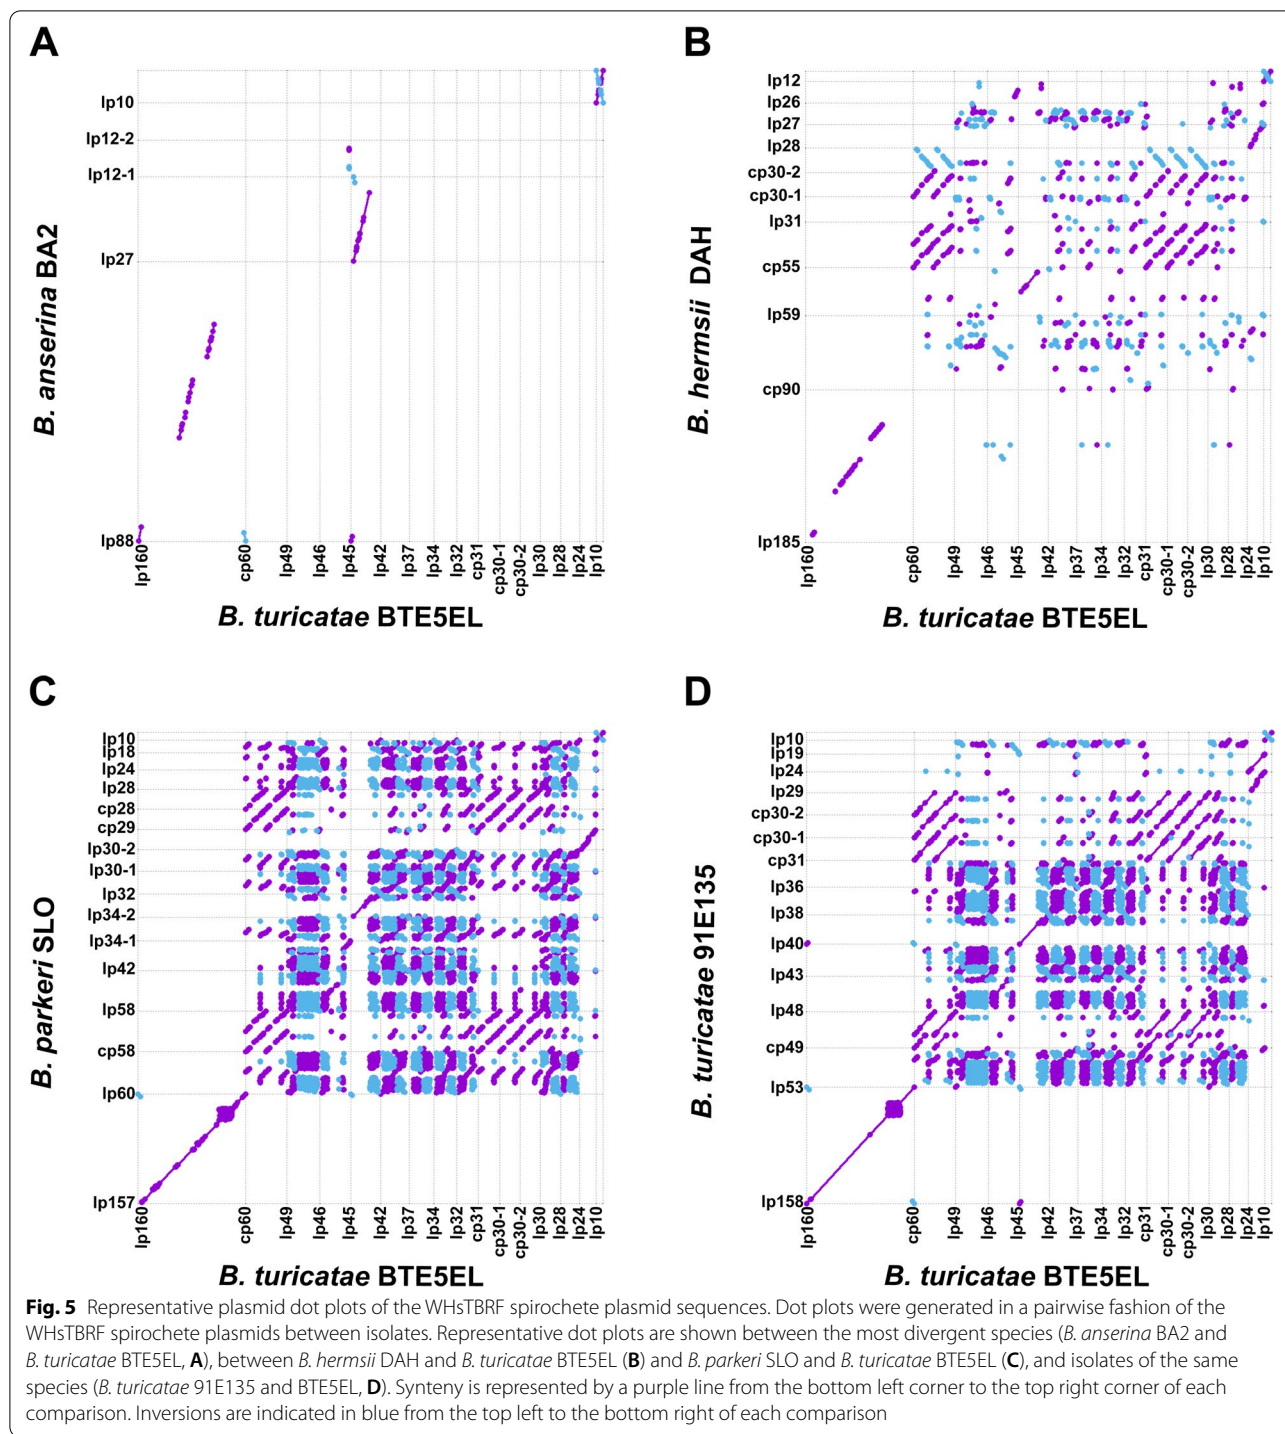 A
lp10
lp12-2
lp12-1
lp27
lp88
B. anserina BA2
lp160
cp60
lp49
lp46
lp45
lp42
lp37
lp34
lp32
cp31
cp30-1
cp30-2
lp30
lp28
lp24
lp10
B. turicatae BTE5EL
B
lp12
lp26
lp27
lp28
cp30-2
cp30-1
lp31
cp55
lp59
cp90
lp185
B. hermsii DAH
lp160
cp60
lp49
lp46
lp45
lp42
lp37
lp34
lp32
cp31
cp30-1
cp30-2
lp30
lp28
lp24
lp10
B. turicatae BTE5EL
C
lp10
lp18
lp24
lp28
cp28
cp29
lp30-2
lp30-1
lp32
lp34-2
lp34-1
lp42
lp58
cp58
lp60
lp157
B. parkeri SLO
lp160
cp60
lp49
lp46
lp45
lp42
lp37
lp34
lp32
cp31
cp30-1
cp30-2
lp30
lp28
lp24
lp10
B. turicatae BTE5EL
D
lp10
lp19
lp24
lp29
cp30-2
cp30-1
cp31
lp36
lp38
lp40
lp43
lp48
cp49
lp53
lp158
B. turicatae 91E135
lp160
cp60
lp49
lp46
lp45
lp42
lp37
lp34
lp32
cp31
cp30-1
cp30-2
lp30
lp28
lp24
lp10
B. turicatae BTE5EL
Fig. 5 Representative plasmid dot plots of the WHsTBRF spirochete plasmid sequences. Dot plots were generated in a pairwise fashion of the
WHsTBRF spirochete plasmids between isolates. Representative dot plots are shown between the most divergent species (B. anserina BA2 and
B. turicatae BTE5EL, A), between B. hermsii DAH and B. turicatae BTE5EL (B) and B. parkeri SLO and B. turicatae BTE5EL (C), and isolates of the same
species (B. turicatae 91E135 and BTE5EL, D). Synteny is represented by a purple line from the bottom left corner to the top right corner of each
comparison. Inversions are indicated in blue from the top left to the bottom right of each comparison